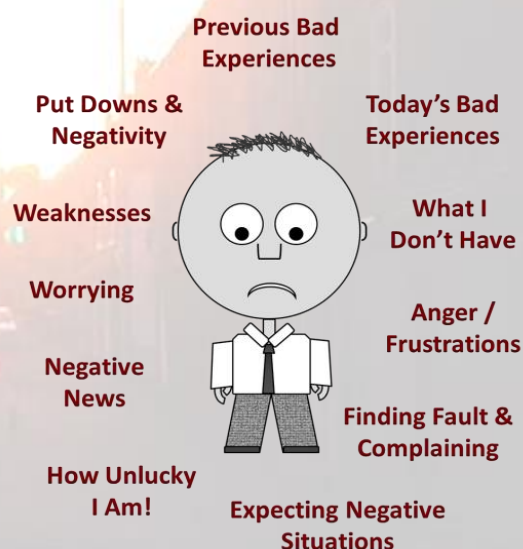 Previous Bad
Experiences
Put Downs &
Negativity
Today's Bad
Experiences
Weaknesses
What I
Don't Have
Worrying
Anger /
Frustrations
Negative
News
Finding Fault &
Complaining
How Unlucky
I Am!
Expecting Negative
Situations